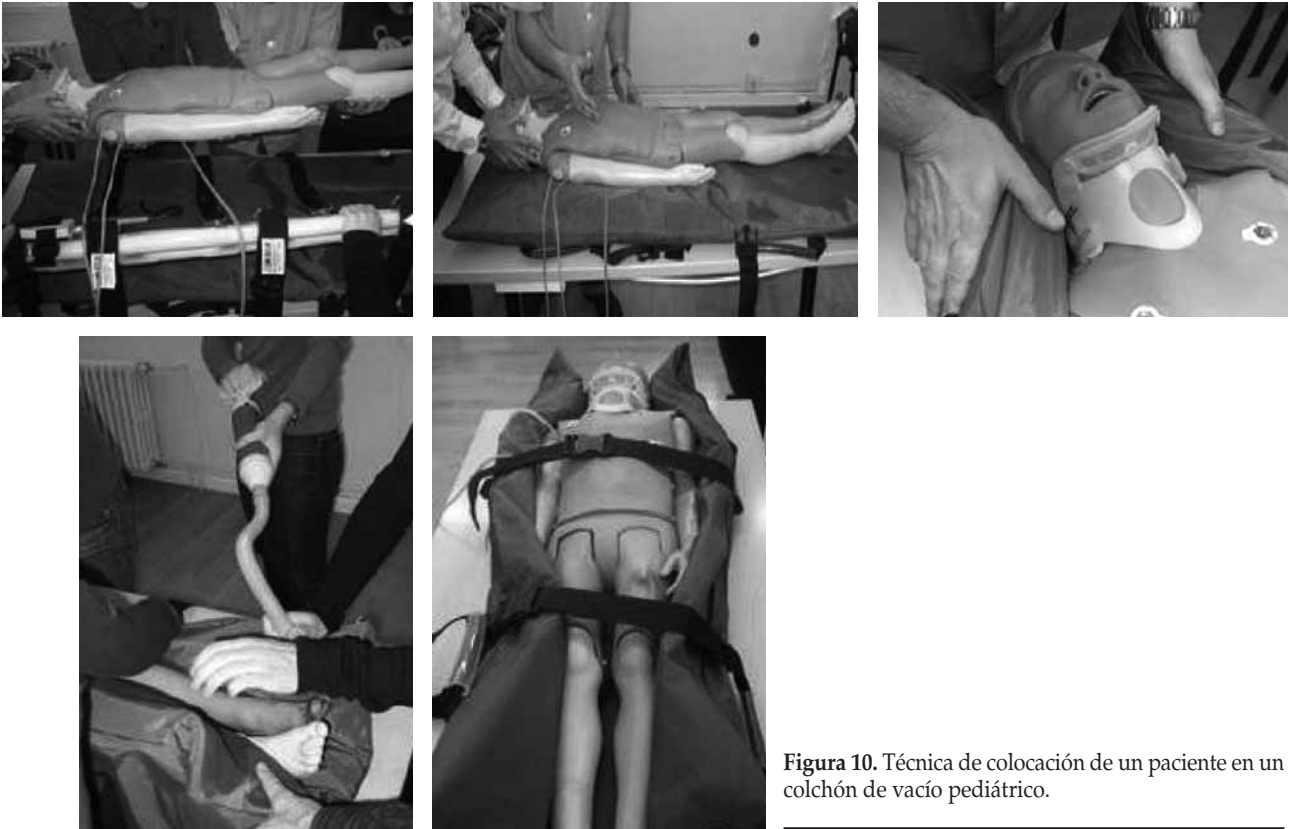 Figura 10. Técnica de colocación de un paciente en un
colchón de vacío pediátrico.